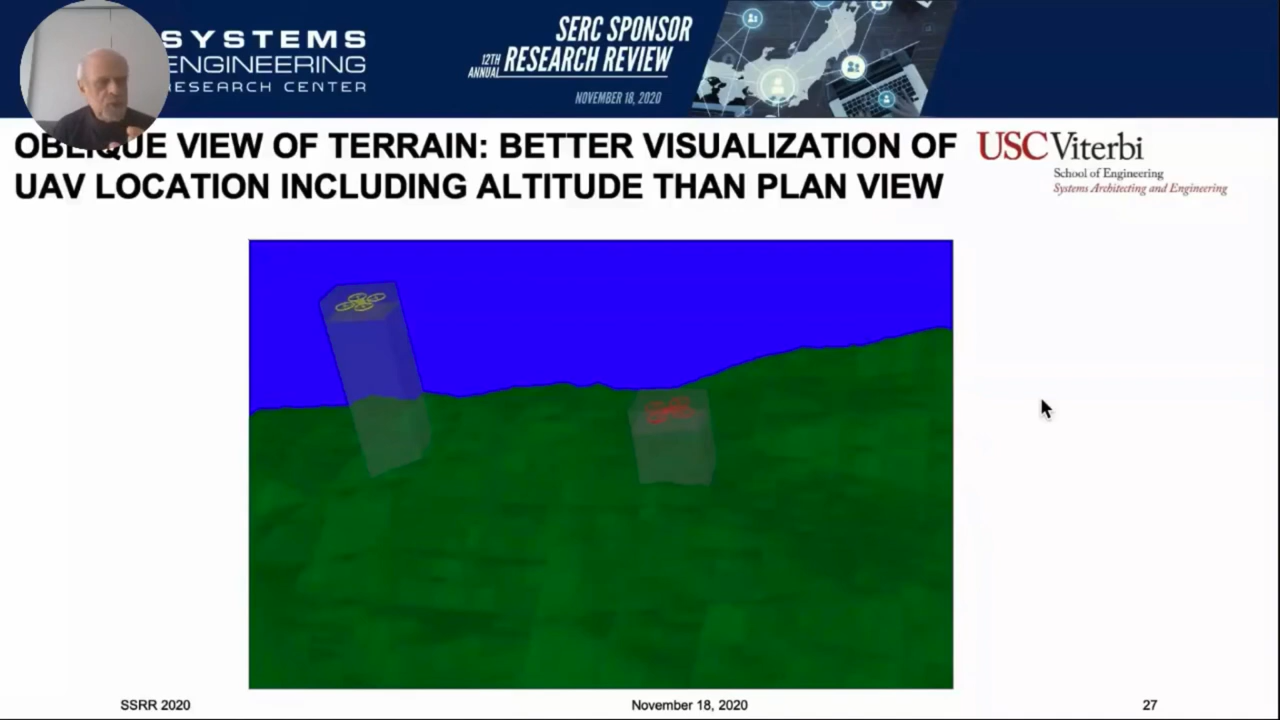 SYSTEMS
ENGINEERING
RESEARCH CENTER
SERC SPONSOR
12TH ANNUAL RESEARCH REVIEW
NOVEMBER 18, 2020
OBLIQUE VIEW OF TERRAIN: BETTER VISUALIZATION OF
UAV LOCATION INCLUDING ALTITUDE THAN PLAN VIEW
USC Viterbi
School of Engineering
Systems Architecting and Engineering
SSRR 2020
November 18, 2020
27